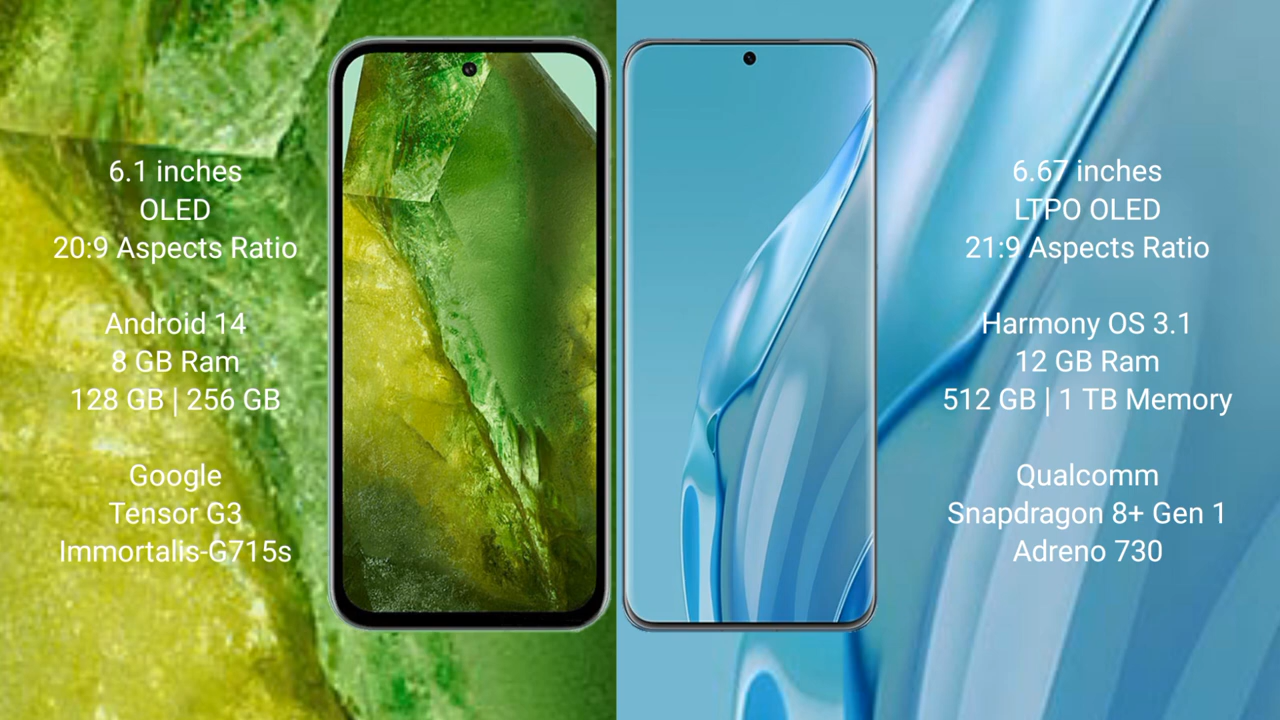 6.1 inches
OLED
20:9 Aspects Ratio
Android 14
8 GB Ram
128 GB | 256 GB
Google
Tensor G3
Immortalis-G715s
6.67 inches
LTPO OLED
21:9 Aspects Ratio
Harmony OS 3.1
12 GB Ram
512 GB | 1 TB Memory
Qualcomm
Snapdragon 8+ Gen 1
Adreno 730